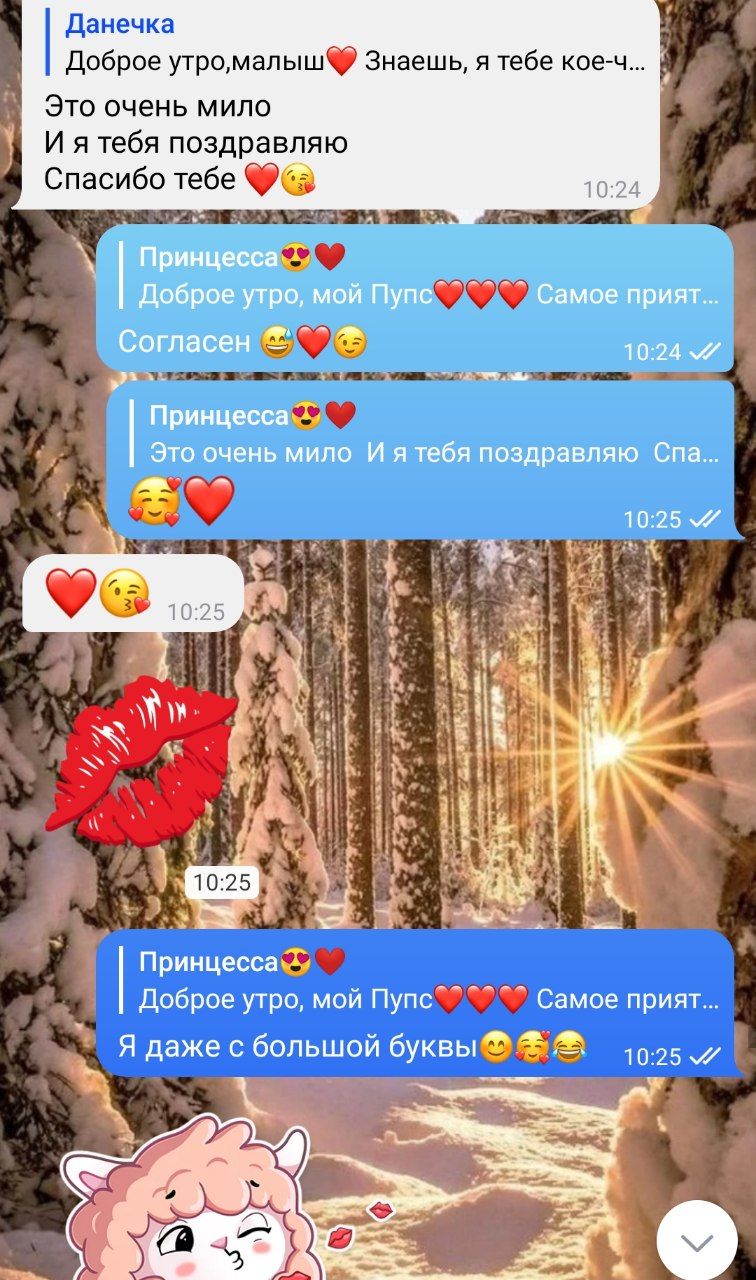 Данечка
Доброе утро,малыш❤️ Знаешь, я тебе кое-ч...
Это очень мило
И я тебя поздравляю
Спасибо тебе ❤️😘
10:24
Принцесса😍❤️
Доброе утро, мой Пупс❤️❤️❤️ Самое прият...
Согласен 😅❤️😉
10:24
Принцесса😍❤️
Это очень мило  И я тебя поздравляю  Спа...
🥰❤️
10:25
❤️😘 10:25
10:25
Принцесса😍❤️
Доброе утро, мой Пупс❤️❤️❤️ Самое прият...
Я даже с большой буквы😊🥰😂
10:25